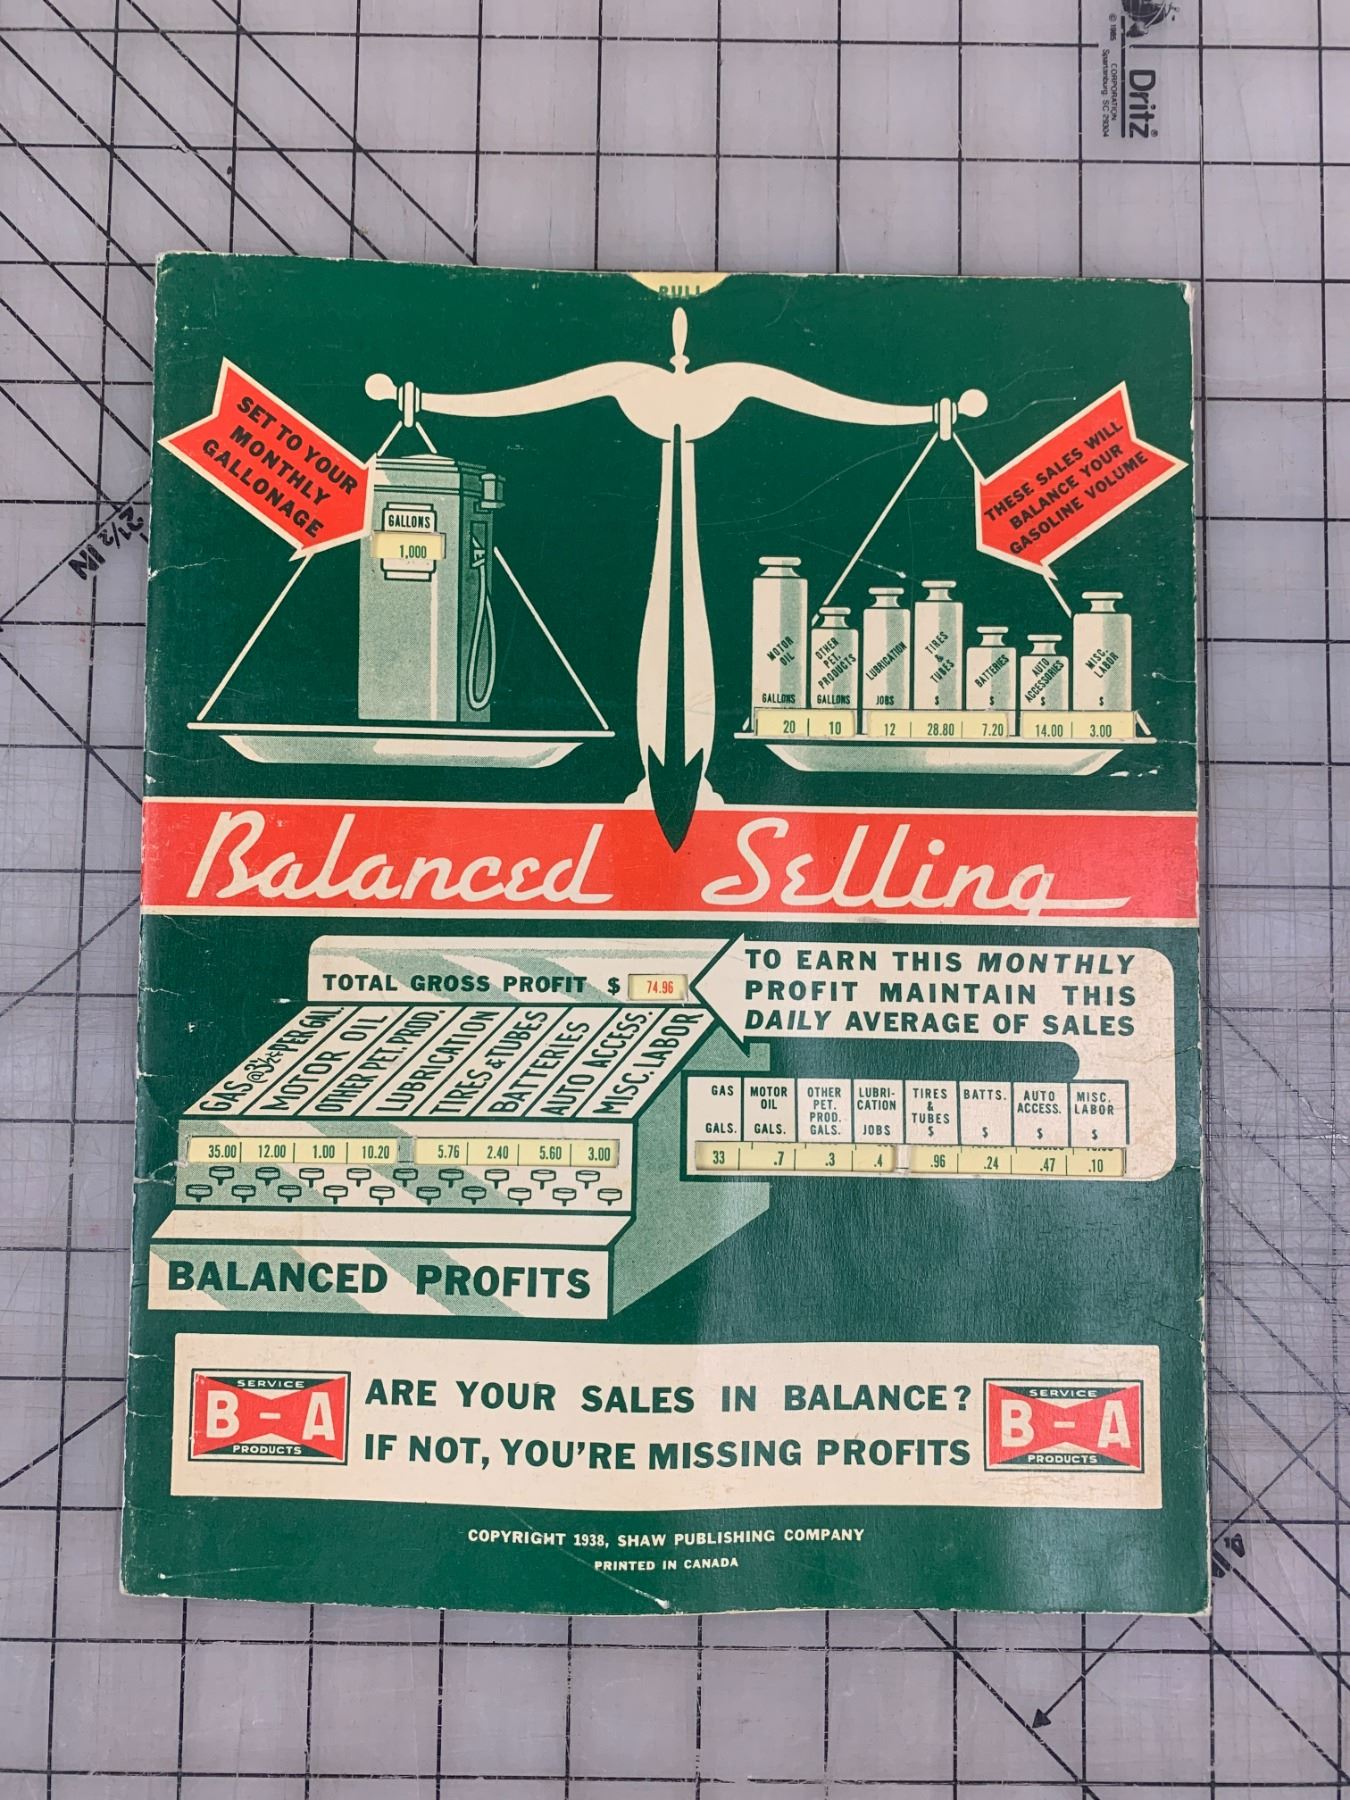 Dritz®
© 1985
CORPORATION
Spartanburg, SC 29304
2 1/2 IN
PULL
SET TO YOUR
MONTHLY
GALLONAGE
THESE SALES WILL
BALANCE YOUR
GASOLINE VOLUME
GALLONS
1,000
MOTOR OIL GALLONS
OTHER PET. PRODUCTS GALLONS
LUBRICATION JOBS
TIRES & TUBES $
BATTERIES $
AUTO ACCESSORIES $
MISC. LABOR $
20 10 12 28.80 7.20 14.00 3.00
Balanced Selling
TOTAL GROSS PROFIT $ 74.96
TO EARN THIS MONTHLY
PROFIT MAINTAIN THIS
DAILY AVERAGE OF SALES
GAS @ 3½¢ PER GAL.
MOTOR OIL
OTHER PET. PROD.
LUBRICATION
TIRES & TUBES
BATTERIES
AUTO ACCESS.
MISC. LABOR
35.00 12.00 1.00 10.20 5.76 2.40 5.60 3.00
GAS GALS.
MOTOR OIL GALS.
OTHER PET. PROD. GALS.
LUBRI- CATION JOBS
TIRES & TUBES $
BATTS. $
AUTO ACCESS. $
MISC. LABOR $
33 .7 .3 .4 .96 .24 .47 .10
BALANCED PROFITS
SERVICE
B-A
PRODUCTS
ARE YOUR SALES IN BALANCE?
IF NOT, YOU'RE MISSING PROFITS
SERVICE
B-A
PRODUCTS
COPYRIGHT 1938, SHAW PUBLISHING COMPANY
PRINTED IN CANADA